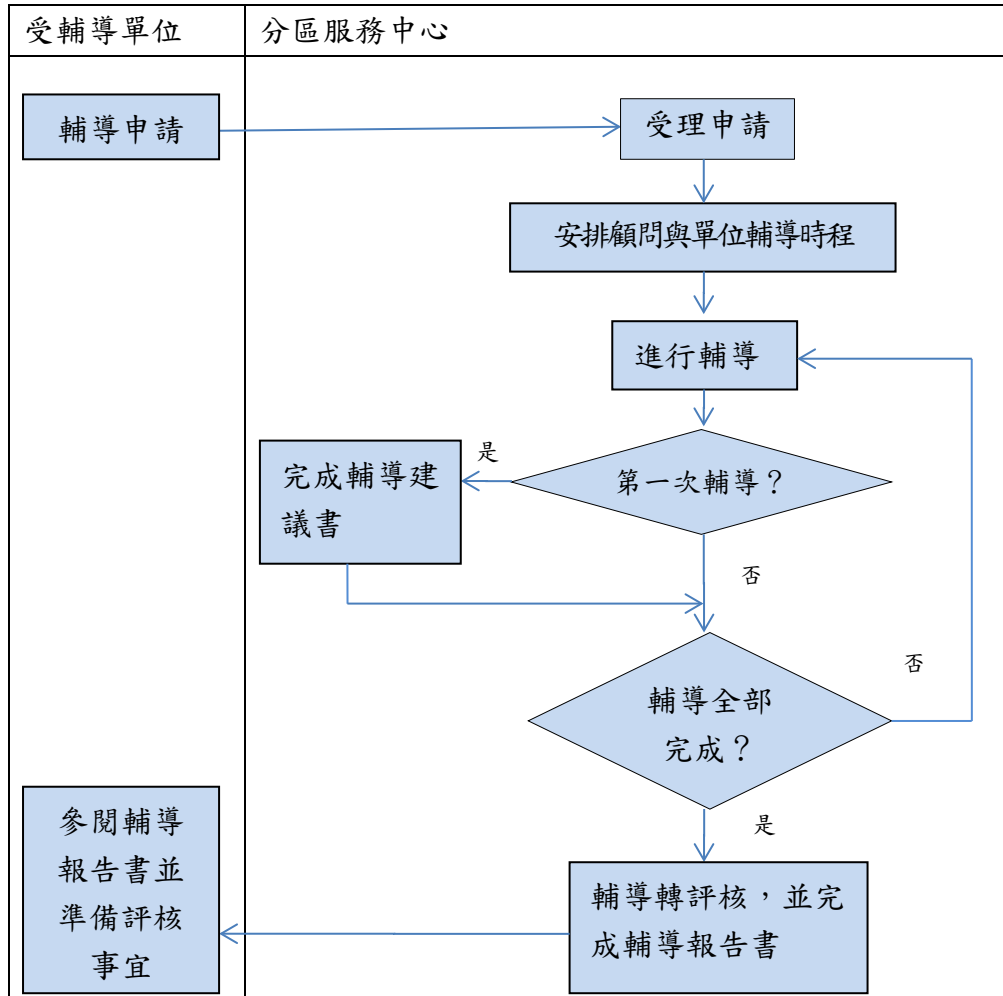 受輔導單位
分區服務中心
輔導申請
受理申請
安排顧問與單位輔導時程
進行輔導
第一次輔導？
是
完成輔導建
議書
否
輔導全部
完成？
否
是
輔導轉評核，並完
成輔導報告書
參閱輔導
報告書並
準備評核
事宜